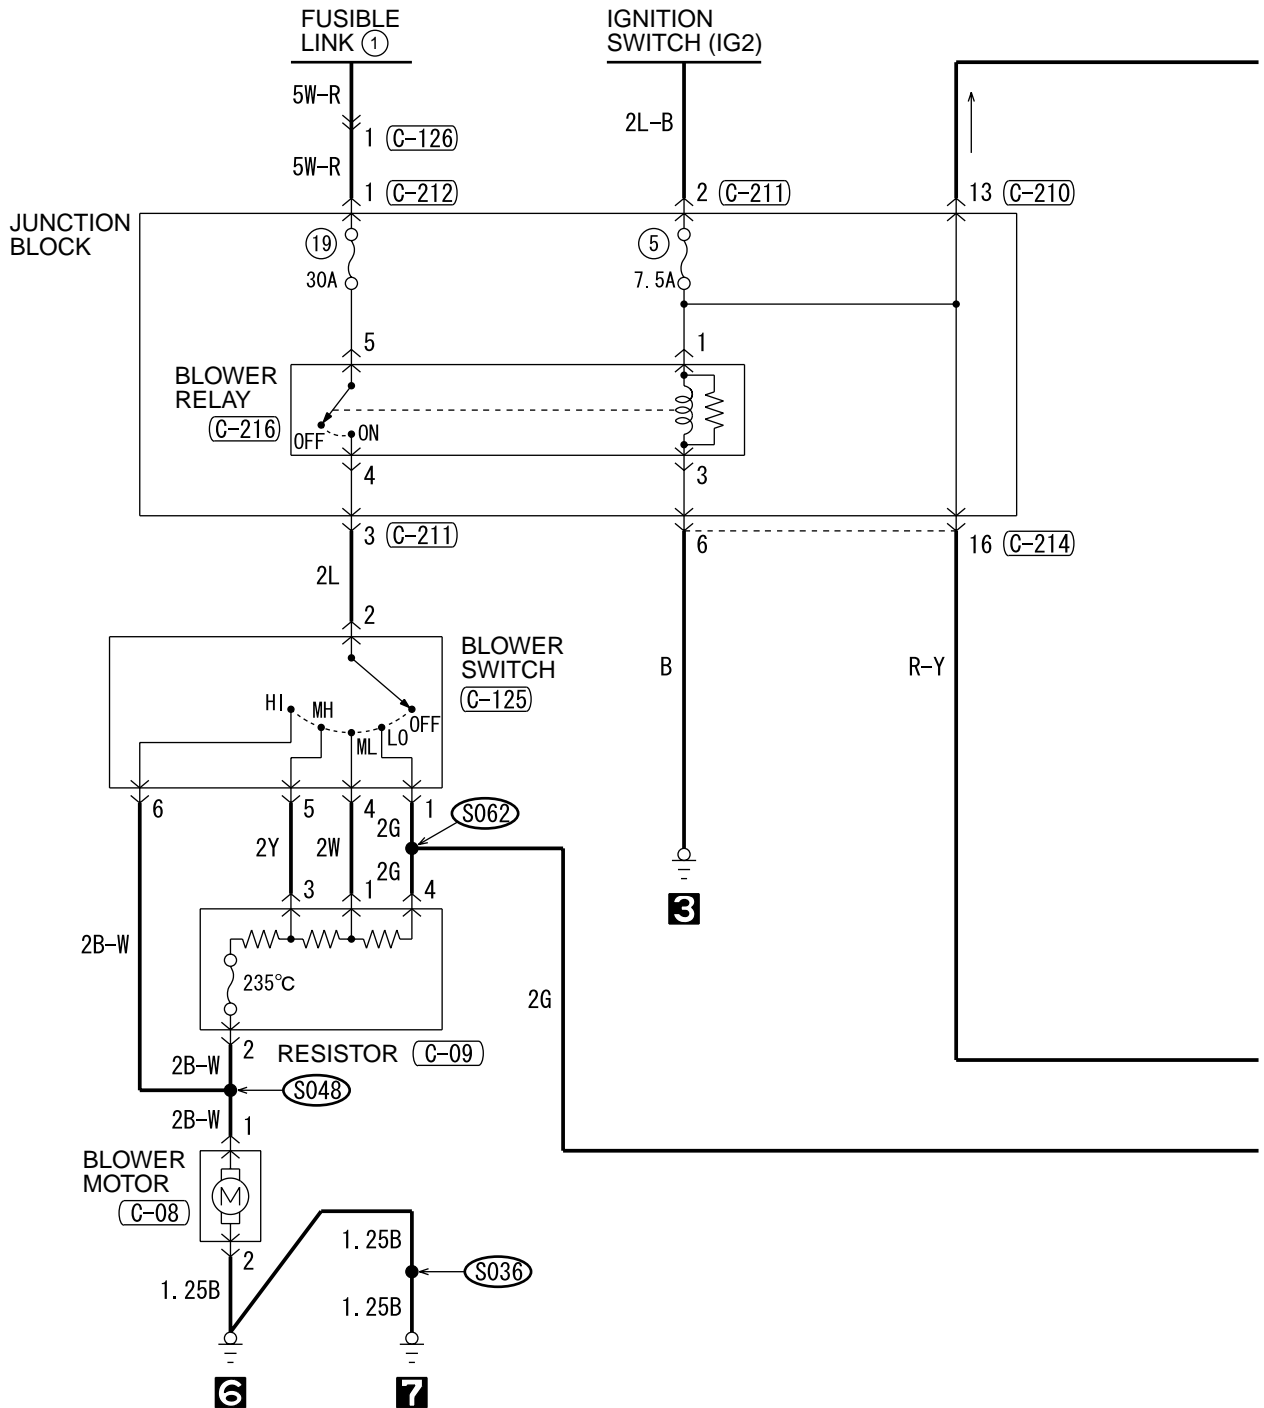 FUSIBLE
LINK 1
IGNITION
SWITCH (IG2)
5W-R
1 C-126
2L-B
5W-R
1 C-212
2 C-211
13 C-210
JUNCTION
BLOCK
19
30A
5
7.5A
5
1
BLOWER
RELAY
C-216
OFF
ON
4
3
3 C-211
6
16 C-214
2L
2
BLOWER
SWITCH
C-125
B
R-Y
HI
MH
ML
LO
OFF
6
5
4
1
S062
2G
2Y
2W
2G
3
1
4
3
2B-W
235°C
2G
2
RESISTOR C-09
2B-W
S048
2B-W
1
BLOWER
MOTOR
C-08
M
2
1.25B
1.25B
S036
1.25B
6
7